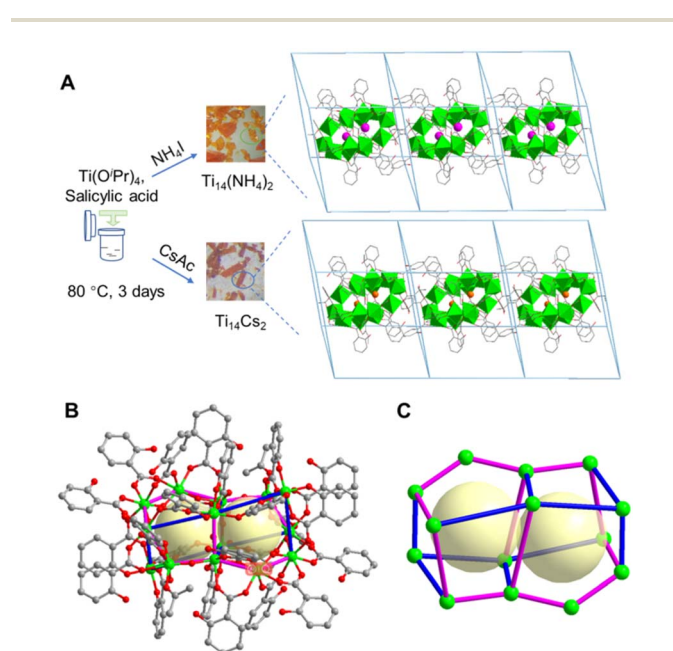 A
NH₄I
Ti(OⁱPr)₄,
Salicylic acid
Ti₁₄(NH₄)₂
CsAc
80 °C, 3 days
Ti₁₄Cs₂
B
C